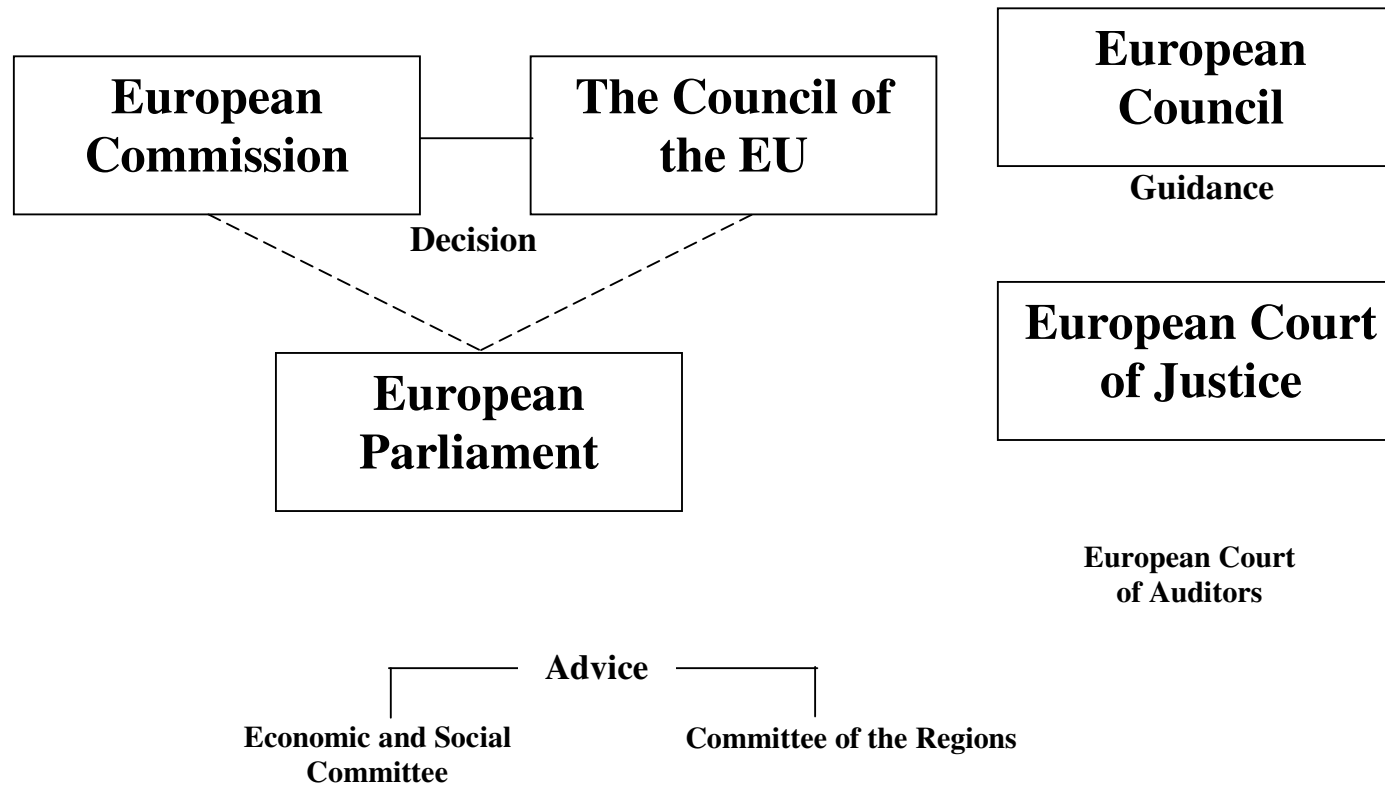 European
Commission
The Council of
the EU
European
Council
Guidance
Decision
European
Parliament
European Court
of Justice
European Court
of Auditors
Advice
Economic and Social
Committee
Committee of the Regions